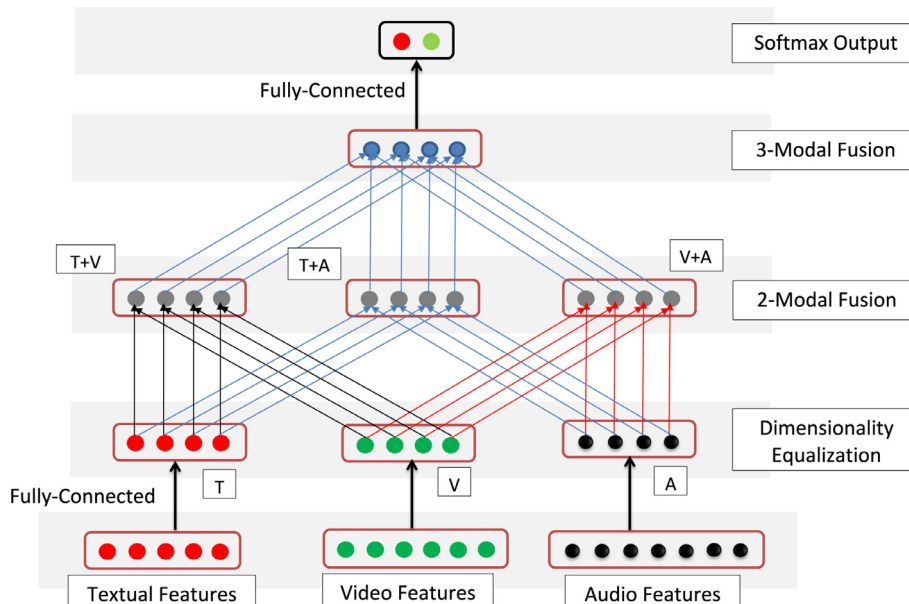 Softmax Output
Fully-Connected
3-Modal Fusion
T+V
T+A
V+A
2-Modal Fusion
Dimensionality
Equalization
T
V
A
Fully-Connected
Textual Features
Video Features
Audio Features